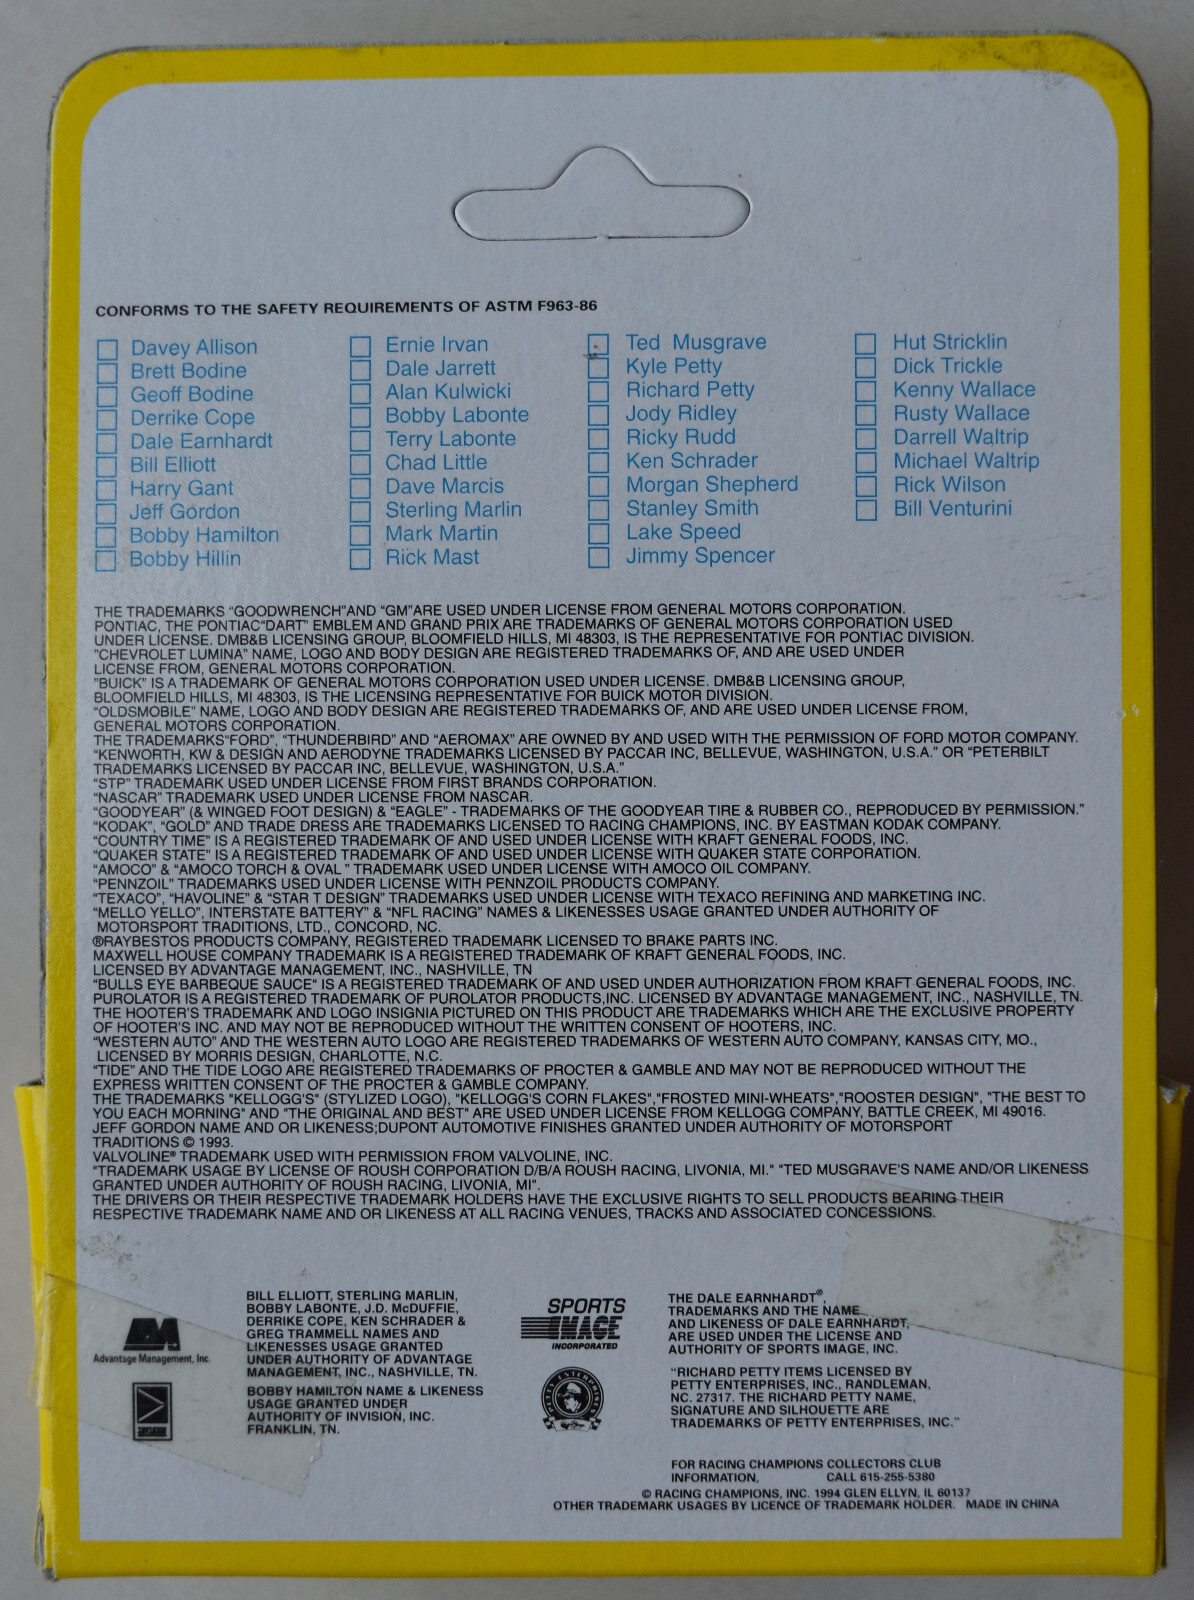 CONFORMS TO THE SAFETY REQUIREMENTS OF ASTM F963-86
Davey Allison
Brett Bodine
Geoff Bodine
Derrike Cope
Dale Earnhardt
Bill Elliott
Harry Gant
Jeff Gordon
Bobby Hamilton
Bobby Hillin
Ernie Irvan
Dale Jarrett
Alan Kulwicki
Bobby Labonte
Terry Labonte
Chad Little
Dave Marcis
Sterling Marlin
Mark Martin
Rick Mast
Ted Musgrave
Kyle Petty
Richard Petty
Jody Ridley
Ricky Rudd
Ken Schrader
Morgan Shepherd
Stanley Smith
Lake Speed
Jimmy Spencer
Hut Stricklin
Dick Trickle
Kenny Wallace
Rusty Wallace
Darrell Waltrip
Michael Waltrip
Rick Wilson
Bill Venturini
THE TRADEMARKS "GOODWRENCH"AND "GM"ARE USED UNDER LICENSE FROM GENERAL MOTORS CORPORATION.
PONTIAC, THE PONTIAC"DART" EMBLEM AND GRAND PRIX ARE TRADEMARKS OF GENERAL MOTORS CORPORATION USED
UNDER LICENSE. DMB&B LICENSING GROUP, BLOOMFIELD HILLS, MI 48303, IS THE REPRESENTATIVE FOR PONTIAC DIVISION.
"CHEVROLET LUMINA" NAME, LOGO AND BODY DESIGN ARE REGISTERED TRADEMARKS OF, AND ARE USED UNDER
LICENSE FROM, GENERAL MOTORS CORPORATION.
"BUICK" IS A TRADEMARK OF GENERAL MOTORS CORPORATION USED UNDER LICENSE. DMB&B LICENSING GROUP,
BLOOMFIELD HILLS, MI 48303, IS THE LICENSING REPRESENTATIVE FOR BUICK MOTOR DIVISION.
"OLDSMOBILE" NAME, LOGO AND BODY DESIGN ARE REGISTERED TRADEMARKS OF, AND ARE USED UNDER LICENSE FROM,
GENERAL MOTORS CORPORATION.
THE TRADEMARKS"FORD", "THUNDERBIRD" AND "AEROMAX" ARE OWNED BY AND USED WITH THE PERMISSION OF FORD MOTOR COMPANY.
"KENWORTH, KW & DESIGN AND AERODYNE TRADEMARKS LICENSED BY PACCAR INC, BELLEVUE, WASHINGTON, U.S.A." OR "PETERBILT
TRADEMARKS LICENSED BY PACCAR INC, BELLEVUE, WASHINGTON, U.S.A."
"STP" TRADEMARK USED UNDER LICENSE FROM FIRST BRANDS CORPORATION.
"NASCAR" TRADEMARK USED UNDER LICENSE FROM NASCAR.
"GOODYEAR" (& WINGED FOOT DESIGN) & "EAGLE" - TRADEMARKS OF THE GOODYEAR TIRE & RUBBER CO., REPRODUCED BY PERMISSION."
"KODAK", "GOLD" AND TRADE DRESS ARE TRADEMARKS LICENSED TO RACING CHAMPIONS, INC. BY EASTMAN KODAK COMPANY.
"COUNTRY TIME" IS A REGISTERED TRADEMARK OF AND USED UNDER LICENSE WITH KRAFT GENERAL FOODS, INC.
"QUAKER STATE" IS A REGISTERED TRADEMARK OF AND USED UNDER LICENSE WITH QUAKER STATE CORPORATION.
"AMOCO" & "AMOCO TORCH & OVAL " TRADEMARK USED UNDER LICENSE WITH AMOCO OIL COMPANY.
"PENNZOIL" TRADEMARKS USED UNDER LICENSE WITH PENNZOIL PRODUCTS COMPANY.
"TEXACO", "HAVOLINE" & "STAR T DESIGN" TRADEMARKS USED UNDER LICENSE WITH TEXACO REFINING AND MARKETING INC.
"MELLO YELLO", INTERSTATE BATTERY" & "NFL RACING" NAMES & LIKENESSES USAGE GRANTED UNDER AUTHORITY OF
MOTORSPORT TRADITIONS, LTD., CONCORD, NC.
®RAYBESTOS PRODUCTS COMPANY, REGISTERED TRADEMARK LICENSED TO BRAKE PARTS INC.
MAXWELL HOUSE COMPANY TRADEMARK IS A REGISTERED TRADEMARK OF KRAFT GENERAL FOODS, INC.
LICENSED BY ADVANTAGE MANAGEMENT, INC., NASHVILLE, TN
"BULLS EYE BARBEQUE SAUCE" IS A REGISTERED TRADEMARK OF AND USED UNDER AUTHORIZATION FROM KRAFT GENERAL FOODS, INC.
PUROLATOR IS A REGISTERED TRADEMARK OF PUROLATOR PRODUCTS,INC. LICENSED BY ADVANTAGE MANAGEMENT, INC., NASHVILLE, TN.
THE HOOTER'S TRADEMARK AND LOGO INSIGNIA PICTURED ON THIS PRODUCT ARE TRADEMARKS WHICH ARE THE EXCLUSIVE PROPERTY
OF HOOTER'S INC. AND MAY NOT BE REPRODUCED WITHOUT THE WRITTEN CONSENT OF HOOTERS, INC.
"WESTERN AUTO" AND THE WESTERN AUTO LOGO ARE REGISTERED TRADEMARKS OF WESTERN AUTO COMPANY, KANSAS CITY, MO.,
LICENSED BY MORRIS DESIGN, CHARLOTTE, N.C.
"TIDE" AND THE TIDE LOGO ARE REGISTERED TRADEMARKS OF PROCTER & GAMBLE AND MAY NOT BE REPRODUCED WITHOUT THE
EXPRESS WRITTEN CONSENT OF THE PROCTER & GAMBLE COMPANY.
THE TRADEMARKS "KELLOGG'S" (STYLIZED LOGO), "KELLOGG'S CORN FLAKES","FROSTED MINI-WHEATS","ROOSTER DESIGN", "THE BEST TO
YOU EACH MORNING" AND "THE ORIGINAL AND BEST" ARE USED UNDER LICENSE FROM KELLOGG COMPANY, BATTLE CREEK, MI 49016.
JEFF GORDON NAME AND OR LIKENESS;DUPONT AUTOMOTIVE FINISHES GRANTED UNDER AUTHORITY OF MOTORSPORT
TRADITIONS © 1993.
VALVOLINE® TRADEMARK USED WITH PERMISSION FROM VALVOLINE, INC.
"TRADEMARK USAGE BY LICENSE OF ROUSH CORPORATION D/B/A ROUSH RACING, LIVONIA, MI." "TED MUSGRAVE'S NAME AND/OR LIKENESS
GRANTED UNDER AUTHORITY OF ROUSH RACING, LIVONIA, MI".
THE DRIVERS OR THEIR RESPECTIVE TRADEMARK HOLDERS HAVE THE EXCLUSIVE RIGHTS TO SELL PRODUCTS BEARING THEIR
RESPECTIVE TRADEMARK NAME AND OR LIKENESS AT ALL RACING VENUES, TRACKS AND ASSOCIATED CONCESSIONS.
AM
Advantage Management, Inc.
BILL ELLIOTT, STERLING MARLIN,
BOBBY LABONTE, J.D. McDUFFIE,
DERRIKE COPE, KEN SCHRADER &
GREG TRAMMELL NAMES AND
LIKENESSES USAGE GRANTED
UNDER AUTHORITY OF ADVANTAGE
MANAGEMENT, INC., NASHVILLE, TN.
BOBBY HAMILTON NAME & LIKENESS
USAGE GRANTED UNDER
AUTHORITY OF INVISION, INC.
FRANKLIN, TN.
SPORTS
IMAGE
INCORPORATED
PETTY ENTERPRISES
THE DALE EARNHARDT®,
TRADEMARKS AND THE NAME
AND LIKENESS OF DALE EARNHARDT,
ARE USED UNDER THE LICENSE AND
AUTHORITY OF SPORTS IMAGE, INC.
"RICHARD PETTY ITEMS LICENSED BY
PETTY ENTERPRISES, INC., RANDLEMAN,
NC. 27317. THE RICHARD PETTY NAME,
SIGNATURE AND SILHOUETTE ARE
TRADEMARKS OF PETTY ENTERPRISES, INC."
FOR RACING CHAMPIONS COLLECTORS CLUB
INFORMATION, CALL 615-255-5380
© RACING CHAMPIONS, INC. 1994 GLEN ELLYN, IL 60137
OTHER TRADEMARK USAGES BY LICENCE OF TRADEMARK HOLDER. MADE IN CHINA